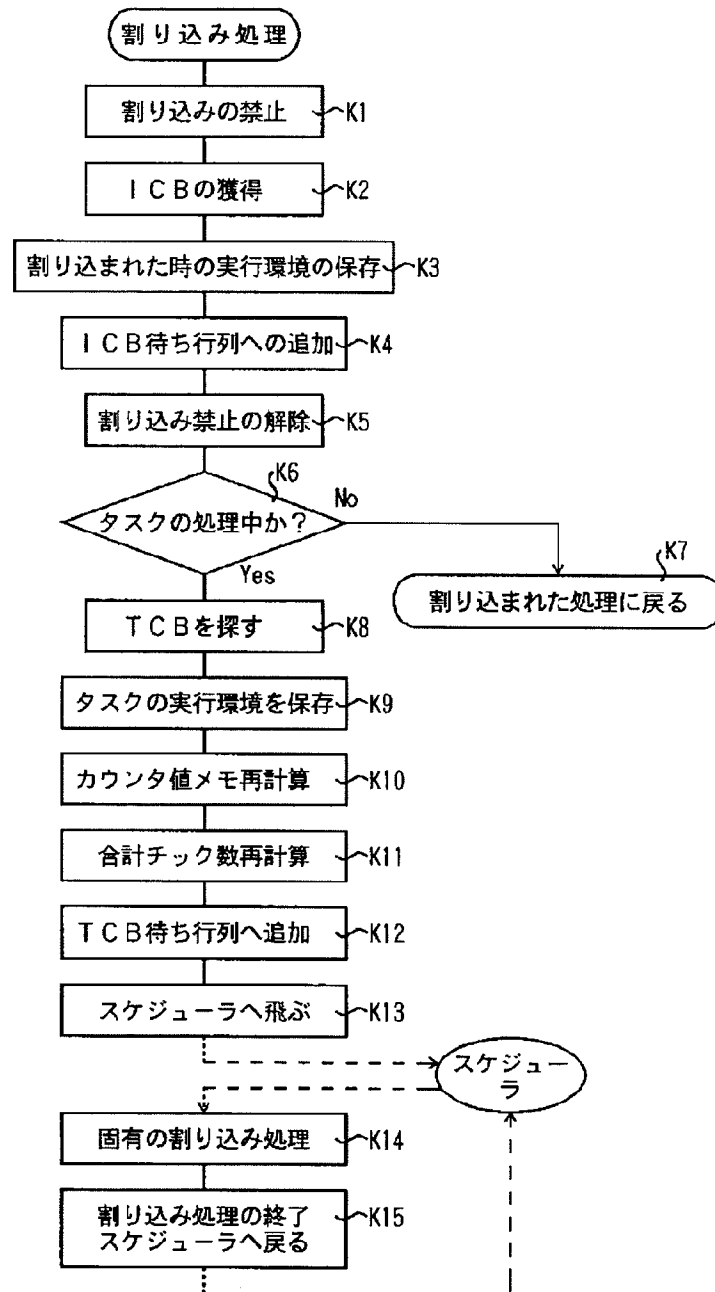 割り込み処理
割り込みの禁止 K1
ICBの獲得 K2
割り込まれた時の実行環境の保存 K3
ICB待ち行列への追加 K4
割り込み禁止の解除 K5
K6
タスクの処理中か？
No
Yes
K7
割り込まれた処理に戻る
TCBを探す K8
タスクの実行環境を保存 K9
カウンタ値メモ再計算 K10
合計チック数再計算 K11
TCB待ち行列へ追加 K12
スケジューラへ飛ぶ K13
スケジュー
ラ
固有の割り込み処理 K14
割り込み処理の終了 K15
スケジューラへ戻る